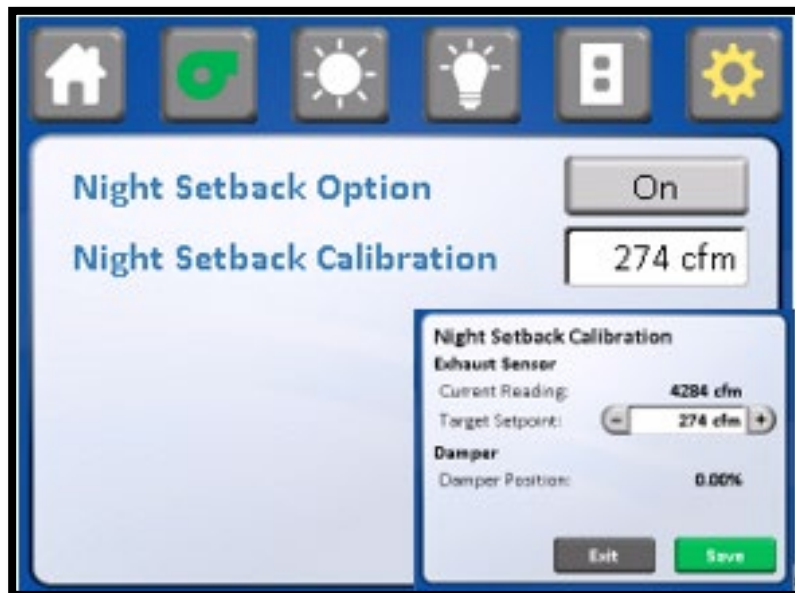 Night Setback Option On
Night Setback Calibration 274 cfm
Night Setback Calibration
Exhaust Sensor
Current Reading: 4284 cfm
Target Setpoint: - 274 cfm +
Damper
Damper Position: 0.00%
Exit Save